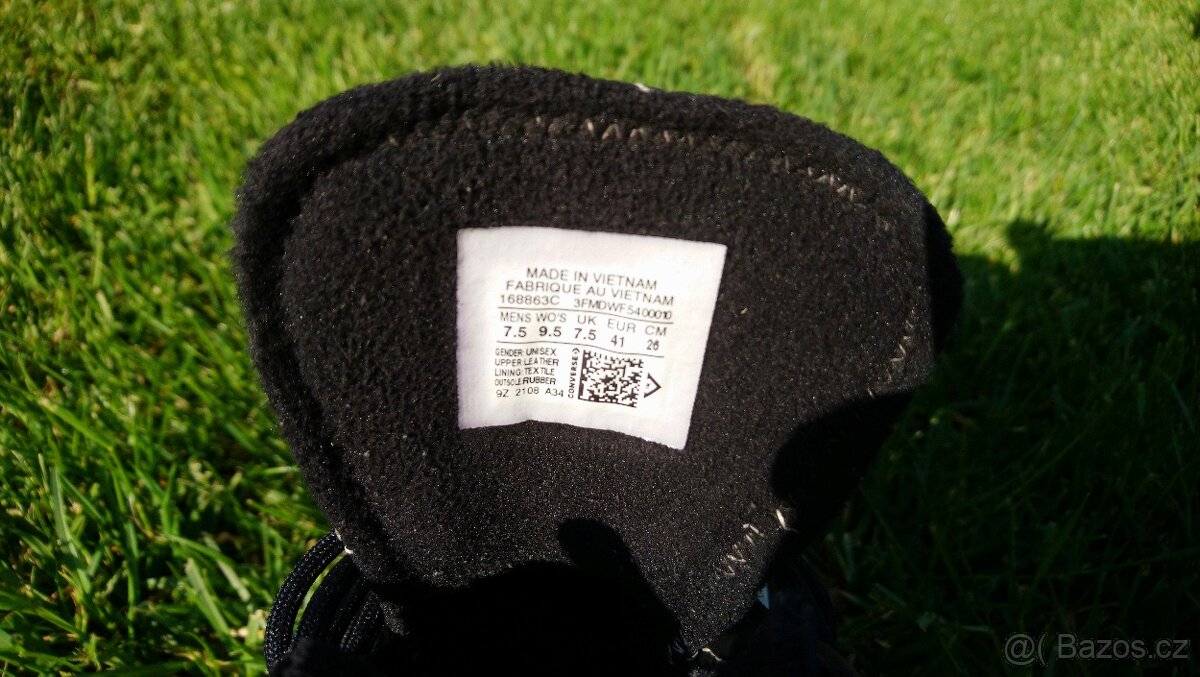 MADE IN VIETNAM
FABRIQUE AU VIETNAM
168863C 3FMDWF5400010
MENS WO'S UK EUR CM
7.5 9.5 7.5 41 26
GENDER: UNISEX
UPPER: LEATHER
LINING: TEXTILE
OUTSOLE: RUBBER
9Z 2108 A34
CONVERSE
@( Bazos.cz